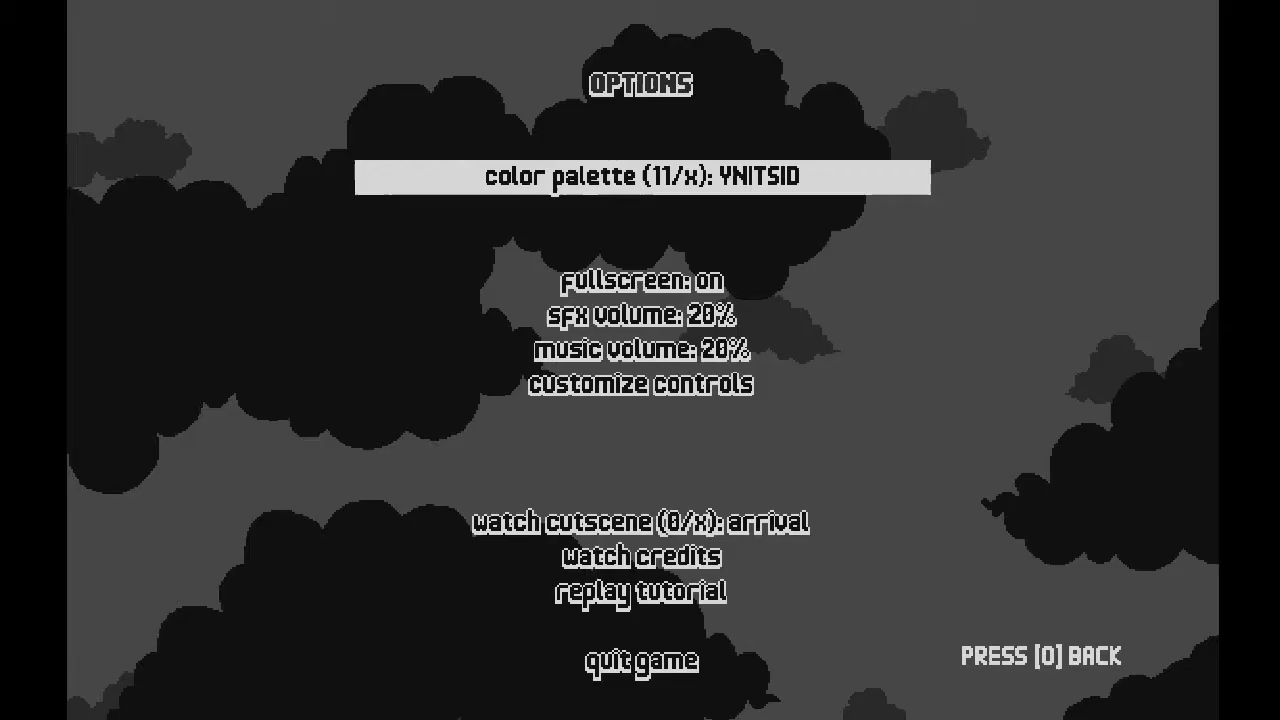 OPTIONS
color palette (11/x): YNITSID
fullscreen: on
sfx volume: 20%
music volume: 20%
customize controls
watch cutscene (0/x): arrival
watch credits
replay tutorial
quit game
PRESS [O] BACK